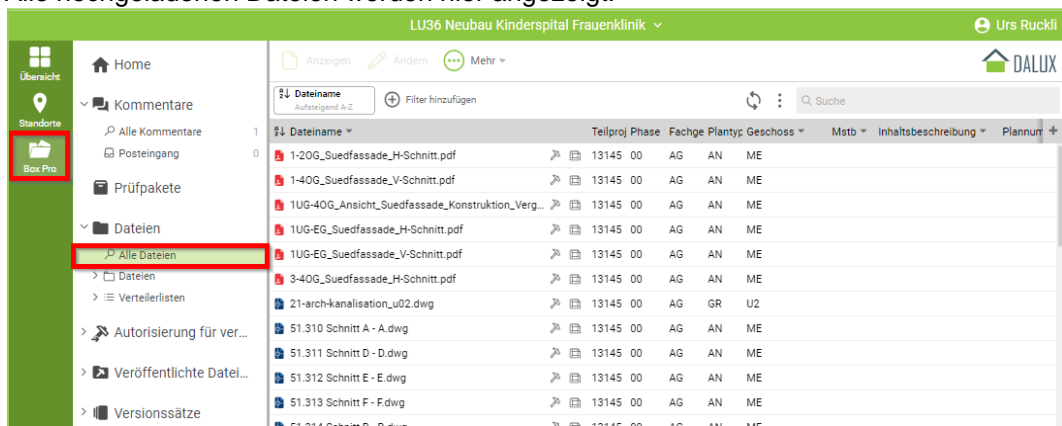 Alle hochgeladenen Dateien werden hier angezeigt.
LU36 Neubau Kinderspital Frauenklinik
Urs Ruckli
Übersicht
Standorte
Box Pro
Home
Kommentare
Alle Kommentare 1
Posteingang 0
Prüfpakete
Dateien
Alle Dateien
Dateien
Verteilerlisten
Autorisierung für ver...
Veröffentlichte Datei...
Versionssätze
Anzeigen Ändern Mehr
DALUX
Dateiname
Aufsteigend A-Z
Filter hinzufügen
Suche
Dateiname Teilproj Phase Fachge Plantyp Geschoss Mstb Inhaltsbeschreibung Plannum
1-2OG_Suedfassade_H-Schnitt.pdf 13145 00 AG AN ME
1-4OG_Suedfassade_V-Schnitt.pdf 13145 00 AG AN ME
1UG-4OG_Ansicht_Suedfassade_Konstruktion_Verg... 13145 00 AG AN ME
1UG-EG_Suedfassade_H-Schnitt.pdf 13145 00 AG AN ME
1UG-EG_Suedfassade_V-Schnitt.pdf 13145 00 AG AN ME
3-4OG_Suedfassade_H-Schnitt.pdf 13145 00 AG AN ME
21-arch-kanalisation_u02.dwg 13145 00 AG GR U2
51.310 Schnitt A - A.dwg 13145 00 AG AN ME
51.311 Schnitt D - D.dwg 13145 00 AG AN ME
51.312 Schnitt E - E.dwg 13145 00 AG AN ME
51.313 Schnitt F - F.dwg 13145 00 AG AN ME